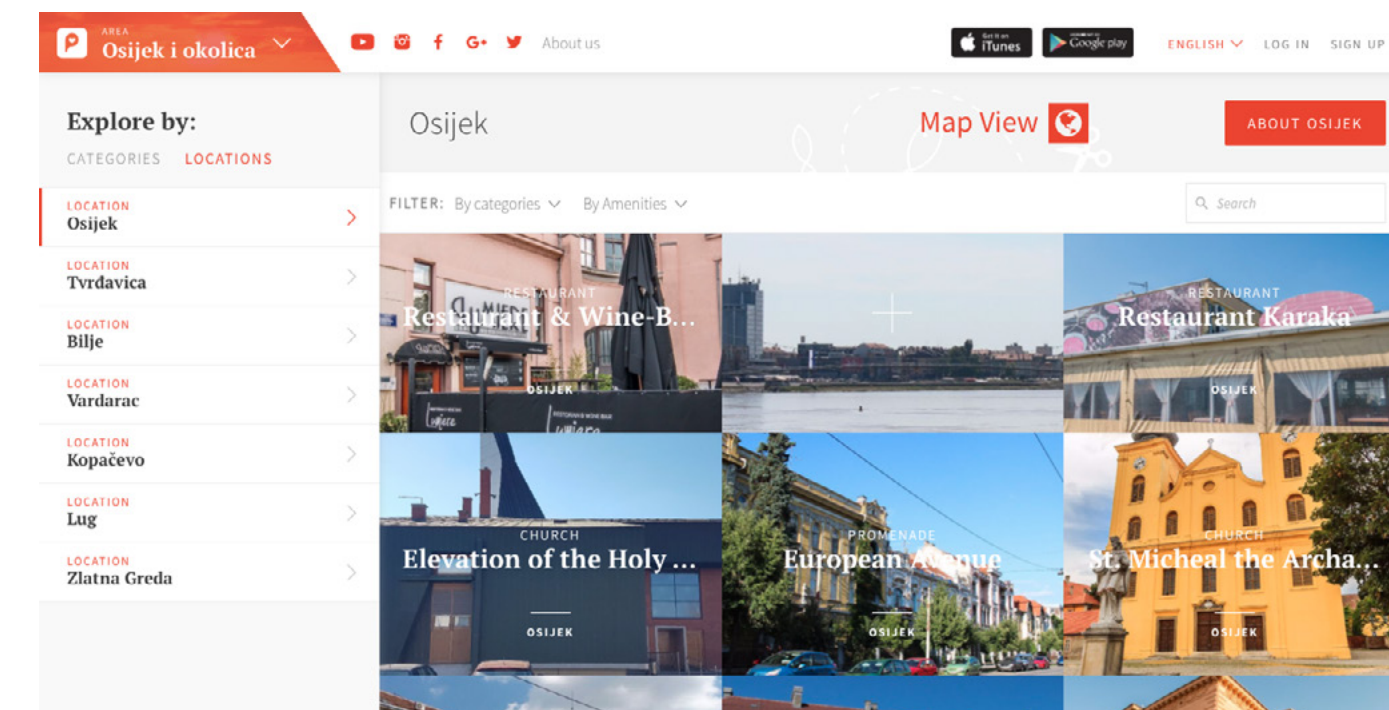 AREA
Osijek i okolica
About us
Get it on
iTunes
Google play
ENGLISH
LOG IN
SIGN UP
Explore by:
CATEGORIES LOCATIONS
LOCATION
Osijek
LOCATION
Tvrđavica
LOCATION
Bilje
LOCATION
Vardarac
LOCATION
Kopačevo
LOCATION
Lug
LOCATION
Zlatna Greda
Osijek
Map View
ABOUT OSIJEK
FILTER: By categories By Amenities
Search
RESTAURANT
Restaurant & Wine-B...
OSIJEK
RESTAURANT
Restaurant Karaka
OSIJEK
CHURCH
Elevation of the Holy ...
OSIJEK
PROMENADE
European Avenue
OSIJEK
CHURCH
St. Micheal the Archa...
OSIJEK